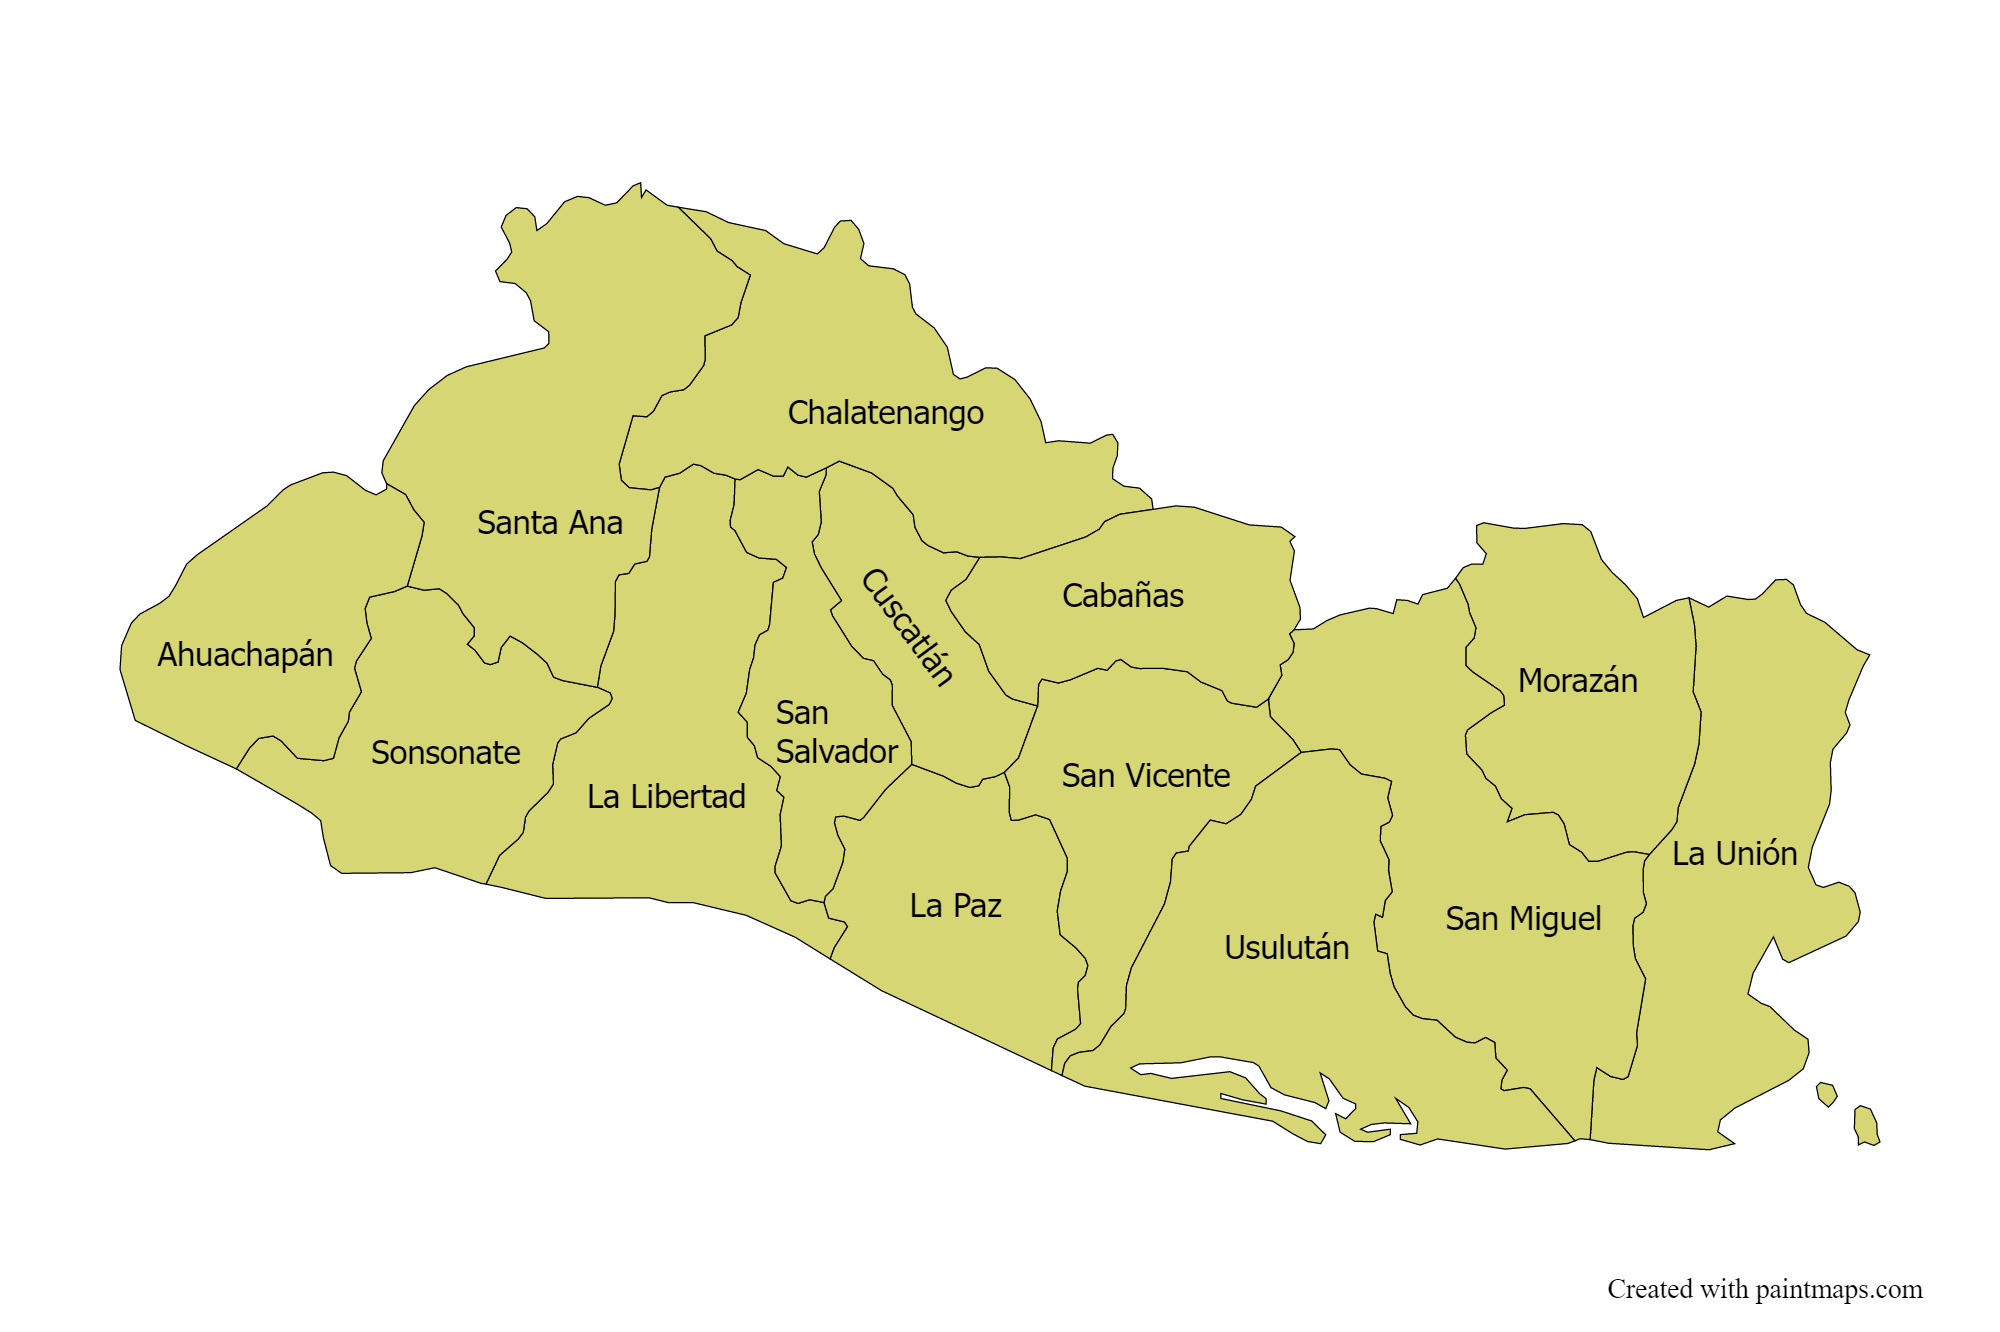 Chalatenango
Santa Ana
Cuscatlán
Cabañas
Ahuachapán
Morazán
San
Salvador
Sonsonate
San Vicente
La Libertad
La Unión
La Paz
San Miguel
Usulután
Created with paintmaps.com